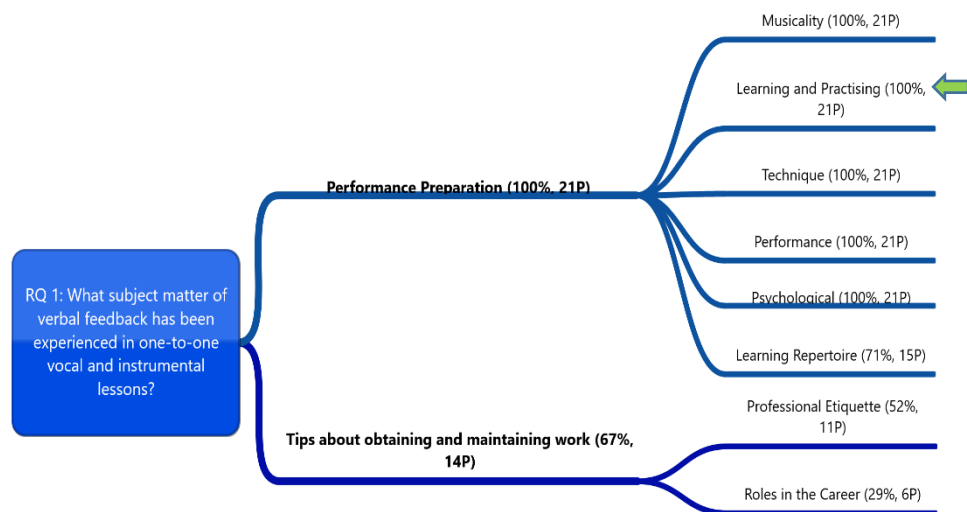 Musicality (100%, 21P)
Learning and Practising (100%,
21P)
Technique (100%, 21P)
Performance Preparation (100%, 21P)
Performance (100%, 21P)
Psychological (100%, 21P)
Learning Repertoire (71%, 15P)
RQ 1: What subject matter of
verbal feedback has been
experienced in one-to-one
vocal and instrumental
lessons?
Tips about obtaining and maintaining work (67%,
14P)
Professional Etiquette (52%,
11P)
Roles in the Career (29%, 6P)